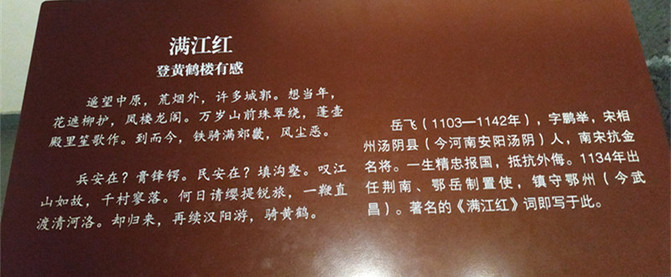 满江红
登黄鹤楼有感
遥望中原，荒烟外，许多城郭。想当年，
花遮柳护，凤楼龙阁。万岁山前珠翠绕，蓬壶
殿里笙歌作。到而今，铁骑满郊畿，风尘恶。
兵安在？膏锋锷。民安在？填沟壑。叹江
山如故，千村寥落。何日请缨提锐旅，一鞭直
渡清河洛。却归来，再续汉阳游，骑黄鹤。
岳飞（1103—1142年），字鹏举，宋相
州汤阴县（今河南安阳汤阴）人，南宋抗金
名将。一生精忠报国，抵抗外侮。1134年出
任荆南、鄂岳制置使，镇守鄂州（今武
昌）。著名的《满江红》词即写于此。